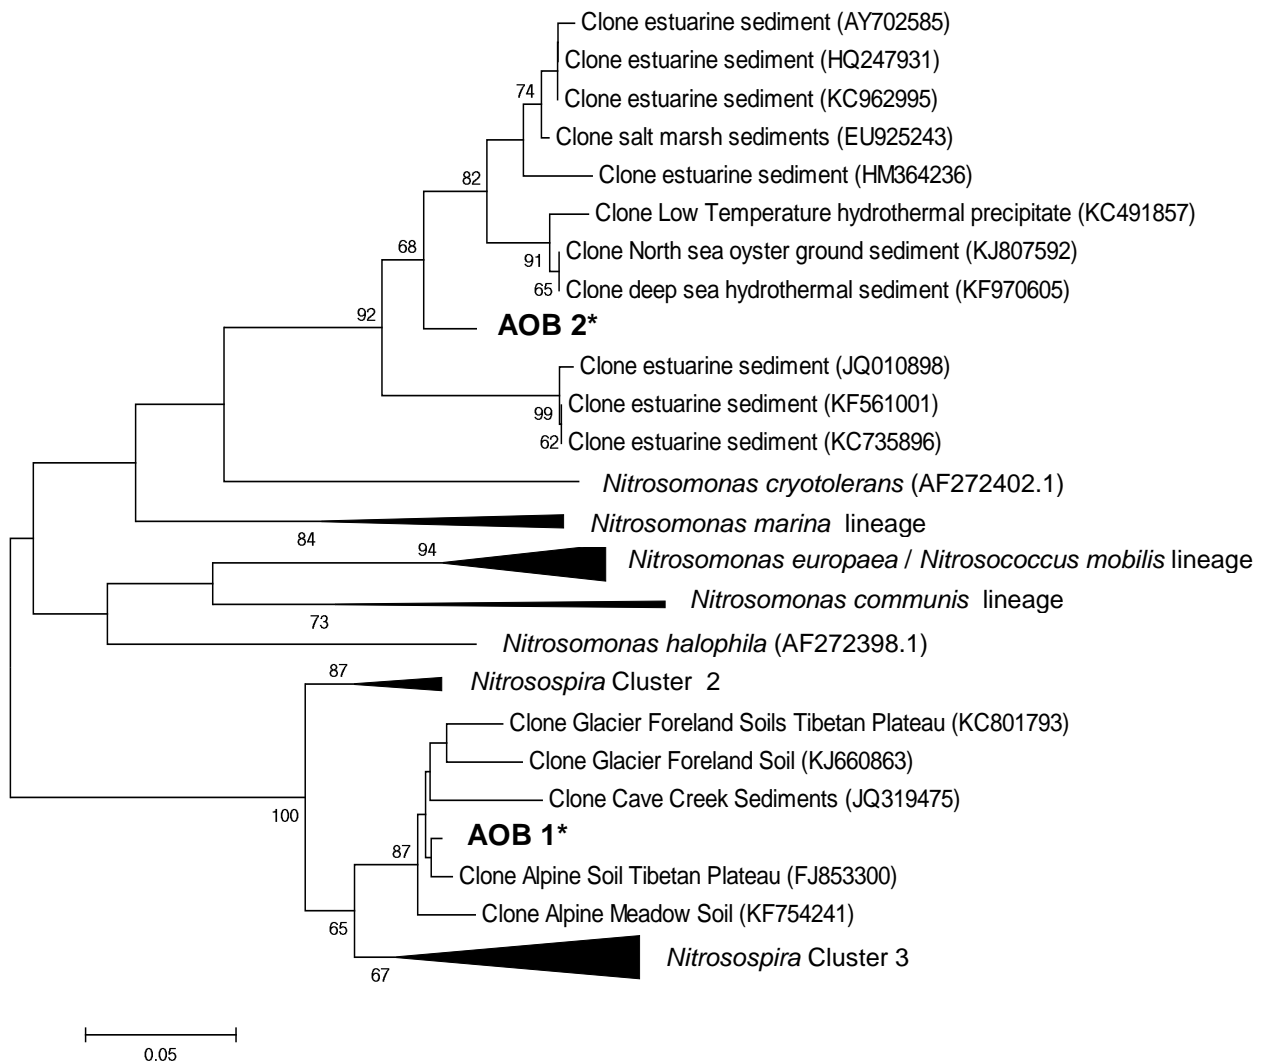 Clone estuarine sediment (AY702585)
Clone estuarine sediment (HQ247931)
74
Clone estuarine sediment (KC962995)
Clone salt marsh sediments (EU925243)
82
Clone estuarine sediment (HM364236)
Clone Low Temperature hydrothermal precipitate (KC491857)
68
Clone North sea oyster ground sediment (KJ807592)
91
65
Clone deep sea hydrothermal sediment (KF970605)
92
AOB 2*
Clone estuarine sediment (JQ010898)
Clone estuarine sediment (KF561001)
99
62
Clone estuarine sediment (KC735896)
Nitrosomonas cryotolerans (AF272402.1)
Nitrosomonas marina lineage
84
94
Nitrosomonas europaea / Nitrosococcus mobilis lineage
Nitrosomonas communis lineage
73
Nitrosomonas halophila (AF272398.1)
87
Nitrosospira Cluster 2
Clone Glacier Foreland Soils Tibetan Plateau (KC801793)
Clone Glacier Foreland Soil (KJ660863)
Clone Cave Creek Sediments (JQ319475)
100
AOB 1*
87
Clone Alpine Soil Tibetan Plateau (FJ853300)
Clone Alpine Meadow Soil (KF754241)
65
Nitrosospira Cluster 3
67
0.05